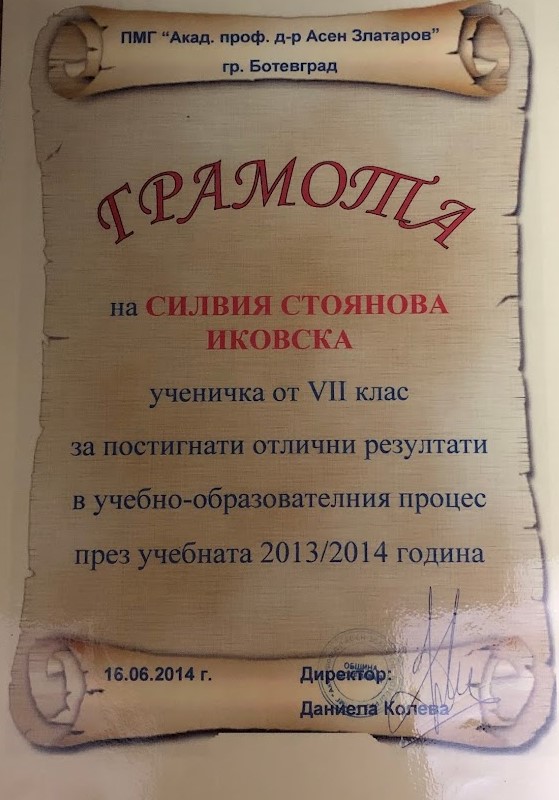 ПМГ “Акад. проф. д-р Асен Златаров”
гр. Ботевград
ГРАМОТА
на СИЛВИЯ СТОЯНОВА
ИКОВСКА
ученичка от VII клас
за постигнати отлични резултати
в учебно-образователния процес
през учебната 2013/2014 година
16.06.2014 г.
Директор:
Даниела Колева
ОБЩИНА